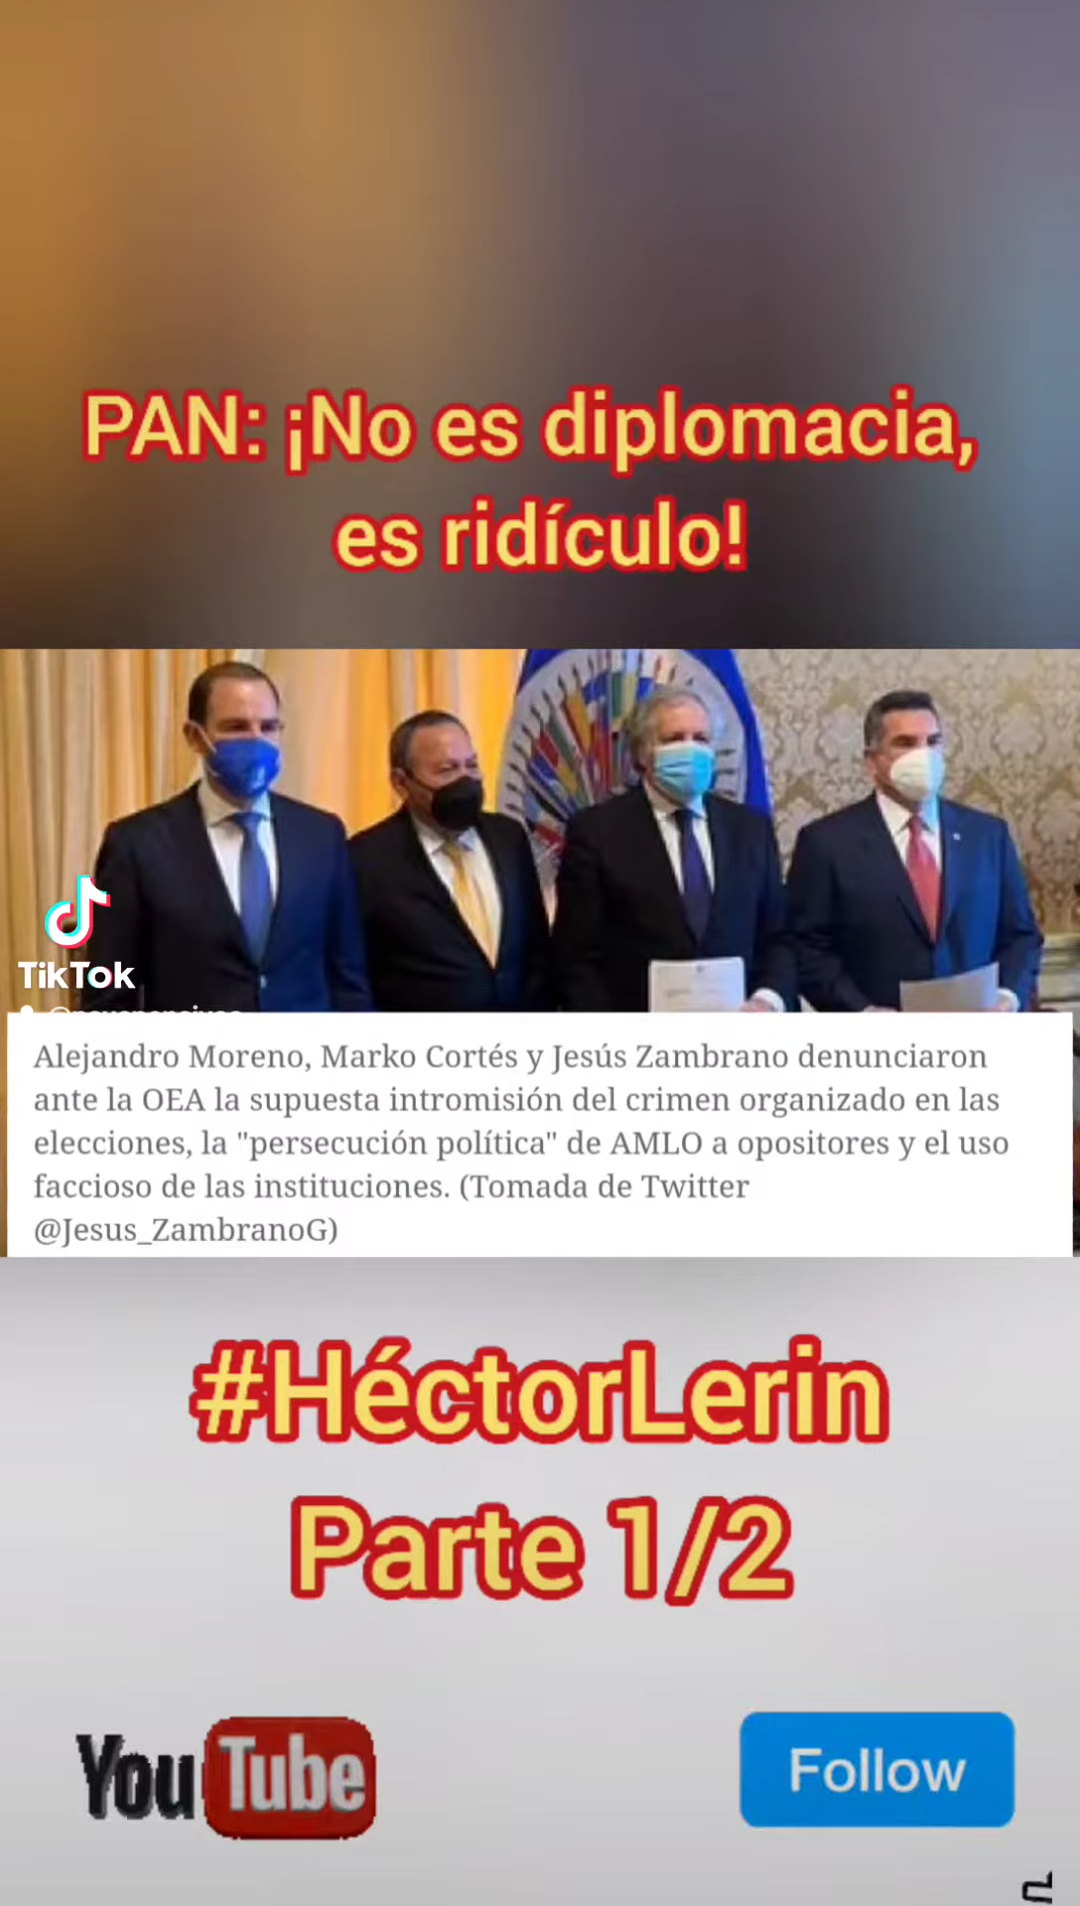 PAN: ¡No es diplomacia,
es ridículo!
TikTok
Alejandro Moreno, Marko Cortés y Jesús Zambrano denunciaron
ante la OEA la supuesta intromisión del crimen organizado en las
elecciones, la "persecución política" de AMLO a opositores y el uso
faccioso de las instituciones. (Tomada de Twitter
@Jesus_ZambranoG)
#HéctorLerin
Parte 1/2
YouTube
Follow